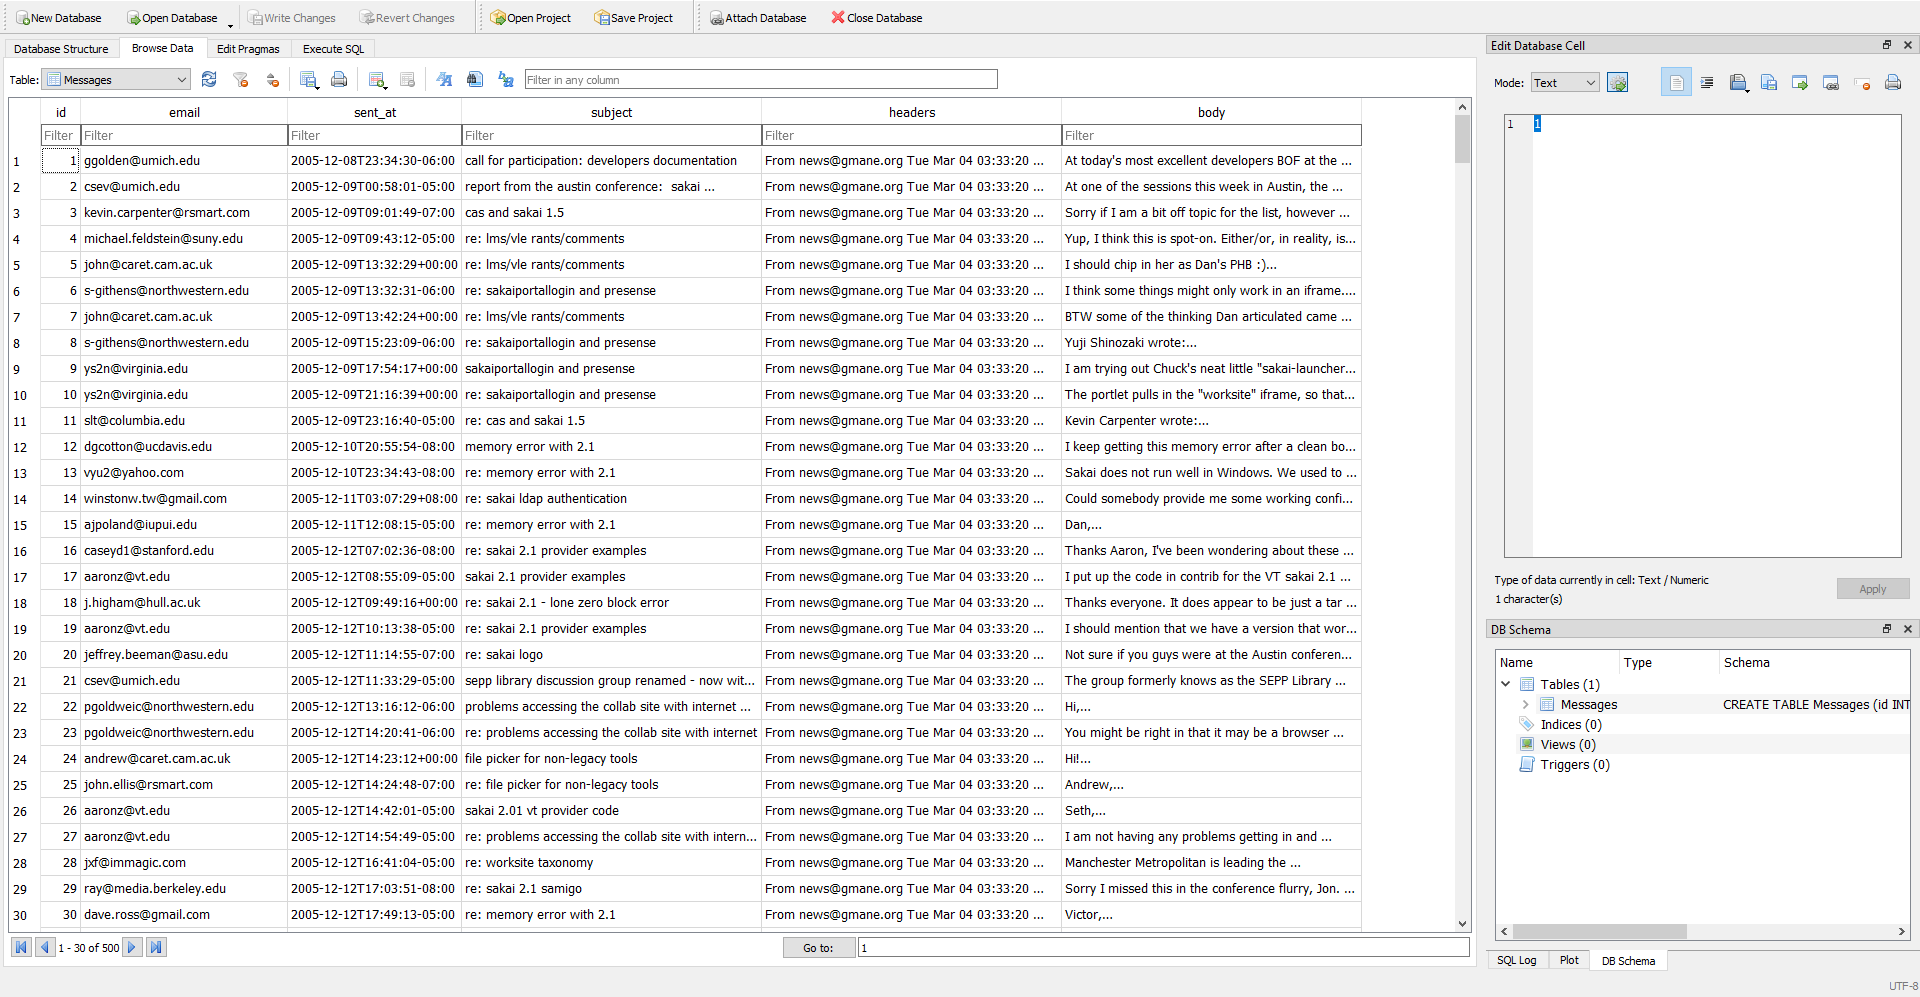 New Database Open Database Write Changes Revert Changes Open Project Save Project Attach Database Close Database
Database Structure Browse Data Edit Pragmas Execute SQL
Table: Messages Filter in any column
id email sent_at subject headers body
Filter Filter Filter Filter Filter Filter
1 1 ggolden@umich.edu 2005-12-08T23:34:30-06:00 call for participation: developers documentation From news@gmane.org Tue Mar 04 03:33:20 ... At today's most excellent developers BOF at the ...
2 2 csev@umich.edu 2005-12-09T00:58:01-05:00 report from the austin conference:  sakai ... From news@gmane.org Tue Mar 04 03:33:20 ... At one of the sessions this week in Austin, the ...
3 3 kevin.carpenter@rsmart.com 2005-12-09T09:01:49-07:00 cas and sakai 1.5 From news@gmane.org Tue Mar 04 03:33:20 ... Sorry if I am a bit off topic for the list, however ...
4 4 michael.feldstein@suny.edu 2005-12-09T09:43:12-05:00 re: lms/vle rants/comments From news@gmane.org Tue Mar 04 03:33:20 ... Yup, I think this is spot-on. Either/or, in reality, is...
5 5 john@caret.cam.ac.uk 2005-12-09T13:32:29+00:00 re: lms/vle rants/comments From news@gmane.org Tue Mar 04 03:33:20 ... I should chip in her as Dan's PHB :)...
6 6 s-githens@northwestern.edu 2005-12-09T13:32:31-06:00 re: sakaiportallogin and presense From news@gmane.org Tue Mar 04 03:33:20 ... I think some things might only work in an iframe....
7 7 john@caret.cam.ac.uk 2005-12-09T13:42:24+00:00 re: lms/vle rants/comments From news@gmane.org Tue Mar 04 03:33:20 ... BTW some of the thinking Dan articulated came ...
8 8 s-githens@northwestern.edu 2005-12-09T15:23:09-06:00 re: sakaiportallogin and presense From news@gmane.org Tue Mar 04 03:33:20 ... Yuji Shinozaki wrote:...
9 9 ys2n@virginia.edu 2005-12-09T17:54:17+00:00 sakaiportallogin and presense From news@gmane.org Tue Mar 04 03:33:20 ... I am trying out Chuck's neat little "sakai-launcher...
10 10 ys2n@virginia.edu 2005-12-09T21:16:39+00:00 re: sakaiportallogin and presense From news@gmane.org Tue Mar 04 03:33:20 ... The portlet pulls in the "worksite" iframe, so that...
11 11 slt@columbia.edu 2005-12-09T23:16:40-05:00 re: cas and sakai 1.5 From news@gmane.org Tue Mar 04 03:33:20 ... Kevin Carpenter wrote:...
12 12 dgcotton@ucdavis.edu 2005-12-10T20:55:54-08:00 memory error with 2.1 From news@gmane.org Tue Mar 04 03:33:20 ... I keep getting this memory error after a clean bo...
13 13 vyu2@yahoo.com 2005-12-10T23:34:43-08:00 re: memory error with 2.1 From news@gmane.org Tue Mar 04 03:33:20 ... Sakai does not run well in Windows. We used to ...
14 14 winstonw.tw@gmail.com 2005-12-11T03:07:29+08:00 re: sakai ldap authentication From news@gmane.org Tue Mar 04 03:33:20 ... Could somebody provide me some working confi...
15 15 ajpoland@iupui.edu 2005-12-11T12:08:15-05:00 re: memory error with 2.1 From news@gmane.org Tue Mar 04 03:33:20 ... Dan,...
16 16 caseyd1@stanford.edu 2005-12-12T07:02:36-08:00 re: sakai 2.1 provider examples From news@gmane.org Tue Mar 04 03:33:20 ... Thanks Aaron, I've been wondering about these ...
17 17 aaronz@vt.edu 2005-12-12T08:55:09-05:00 sakai 2.1 provider examples From news@gmane.org Tue Mar 04 03:33:20 ... I put up the code in contrib for the VT sakai 2.1 ...
18 18 j.higham@hull.ac.uk 2005-12-12T09:49:16+00:00 re: sakai 2.1 - lone zero block error From news@gmane.org Tue Mar 04 03:33:20 ... Thanks everyone. It does appear to be just a tar ...
19 19 aaronz@vt.edu 2005-12-12T10:13:38-05:00 re: sakai 2.1 provider examples From news@gmane.org Tue Mar 04 03:33:20 ... I should mention that we have a version that wor...
20 20 jeffrey.beeman@asu.edu 2005-12-12T11:14:55-07:00 re: sakai logo From news@gmane.org Tue Mar 04 03:33:20 ... Not sure if you guys were at the Austin conferen...
21 21 csev@umich.edu 2005-12-12T11:33:29-05:00 sepp library discussion group renamed - now wit... From news@gmane.org Tue Mar 04 03:33:20 ... The group formerly knows as the SEPP Library ...
22 22 pgoldweic@northwestern.edu 2005-12-12T13:16:12-06:00 problems accessing the collab site with internet ... From news@gmane.org Tue Mar 04 03:33:20 ... Hi,...
23 23 pgoldweic@northwestern.edu 2005-12-12T14:20:41-06:00 re: problems accessing the collab site with internet From news@gmane.org Tue Mar 04 03:33:20 ... You might be right in that it may be a browser ...
24 24 andrew@caret.cam.ac.uk 2005-12-12T14:23:12+00:00 file picker for non-legacy tools From news@gmane.org Tue Mar 04 03:33:20 ... Hi!...
25 25 john.ellis@rsmart.com 2005-12-12T14:24:48-07:00 re: file picker for non-legacy tools From news@gmane.org Tue Mar 04 03:33:20 ... Andrew,...
26 26 aaronz@vt.edu 2005-12-12T14:42:01-05:00 sakai 2.01 vt provider code From news@gmane.org Tue Mar 04 03:33:20 ... Seth,...
27 27 aaronz@vt.edu 2005-12-12T14:54:49-05:00 re: problems accessing the collab site with intern... From news@gmane.org Tue Mar 04 03:33:20 ... I am not having any problems getting in and ...
28 28 jxf@immagic.com 2005-12-12T16:41:04-05:00 re: worksite taxonomy From news@gmane.org Tue Mar 04 03:33:20 ... Manchester Metropolitan is leading the ...
29 29 ray@media.berkeley.edu 2005-12-12T17:03:51-08:00 re: sakai 2.1 samigo From news@gmane.org Tue Mar 04 03:33:20 ... Sorry I missed this in the conference flurry, Jon. ...
30 30 dave.ross@gmail.com 2005-12-12T17:49:13-05:00 re: memory error with 2.1 From news@gmane.org Tue Mar 04 03:33:20 ... Victor,...
1 - 30 of 500 Go to: 1
Edit Database Cell
Mode: Text
1 1
Type of data currently in cell: Text / Numeric
1 character(s)
Apply
DB Schema
Name Type Schema
Tables (1)
Messages CREATE TABLE Messages (id INT
Indices (0)
Views (0)
Triggers (0)
SQL Log Plot DB Schema
UTF-8